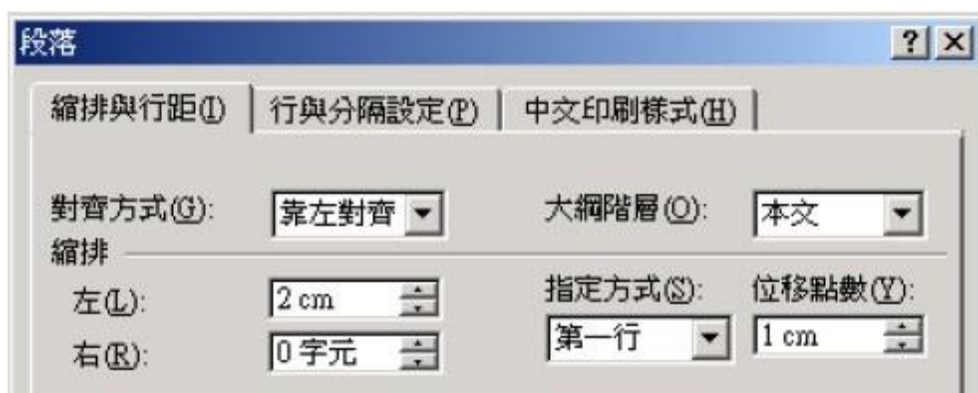 段落
縮排與行距(I) 行與分隔設定(P) 中文印刷樣式(H)
對齊方式(G): 靠左對齊 大綱階層(O): 本文
縮排
左(L): 2 cm 指定方式(S): 位移點數(Y):
右(R): 0 字元 第一行 1 cm